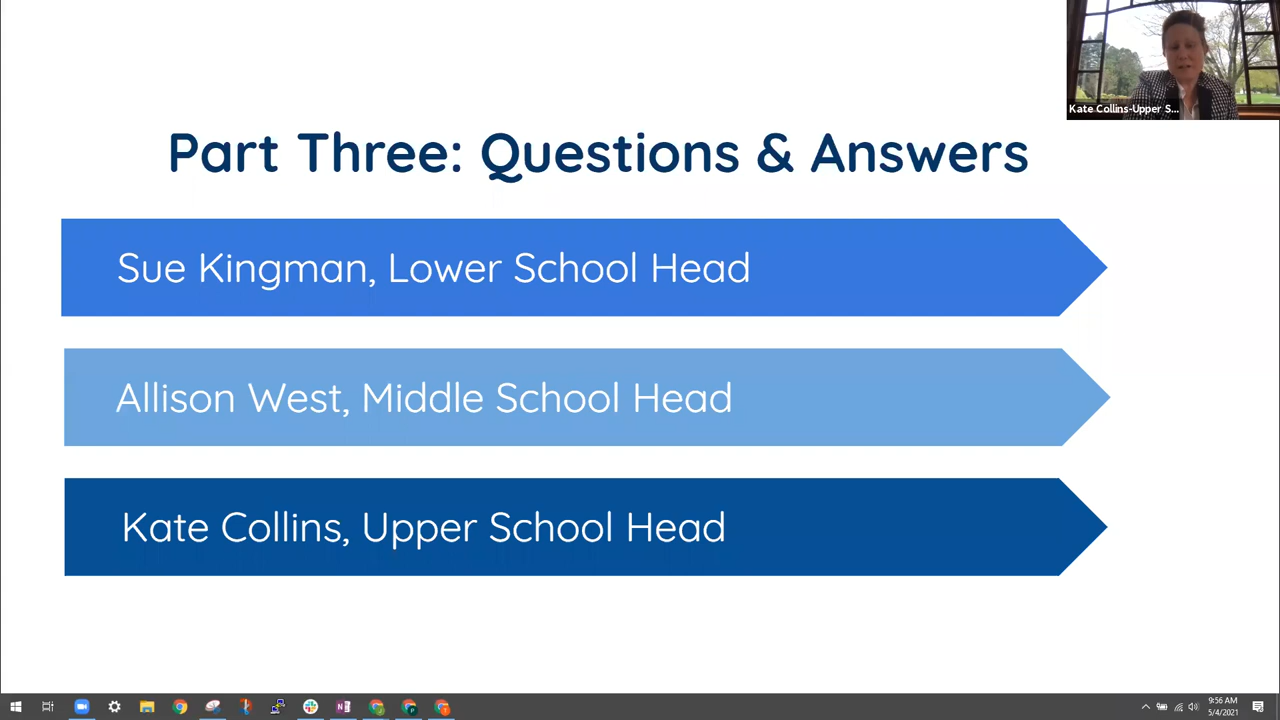 Kate Collins-Upper S...
Part Three: Questions & Answers
Sue Kingman, Lower School Head
Allison West, Middle School Head
Kate Collins, Upper School Head
9:56 AM
5/4/2021